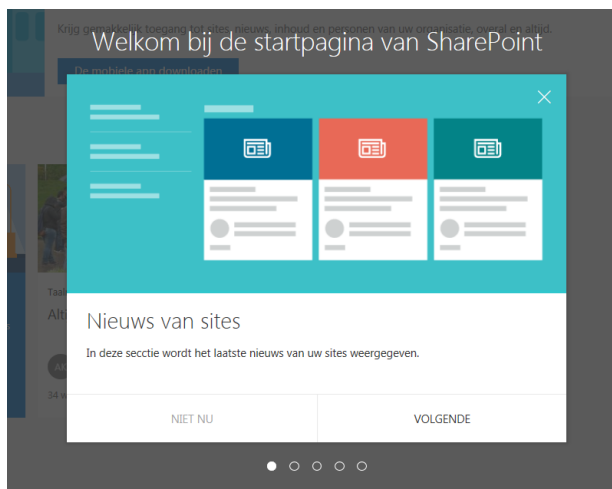 Krijg gemakkelijk toegang tot sites, nieuws, inhoud en personen van uw organisatie, overal en altijd.
Welkom bij de startpagina van SharePoint
De mobiele app downloaden
Nieuws van sites
In deze secctie wordt het laatste nieuws van uw sites weergegeven.
NIET NU
VOLGENDE